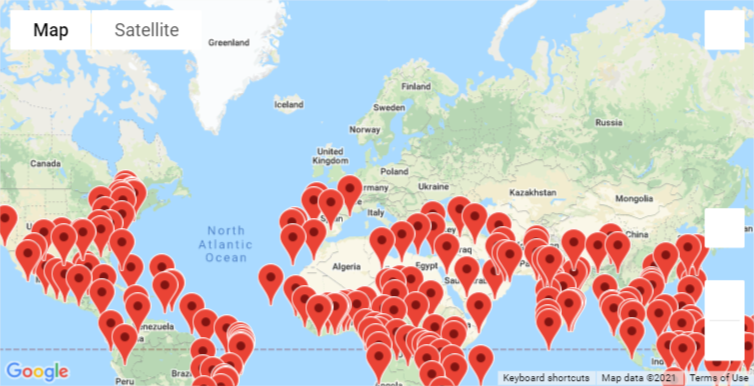 Map
Satellite
Greenland
Iceland
Finland
Sweden
Norway
Russia
United
Kingdom
Poland
Canada
Ukraine
Kazakhstan
Mongolia
Italy
North
Atlantic
Ocean
China
Algeria
Egypt
Brazil
Peru
Google
Keyboard shortcuts
Map data ©2021
Terms of Use